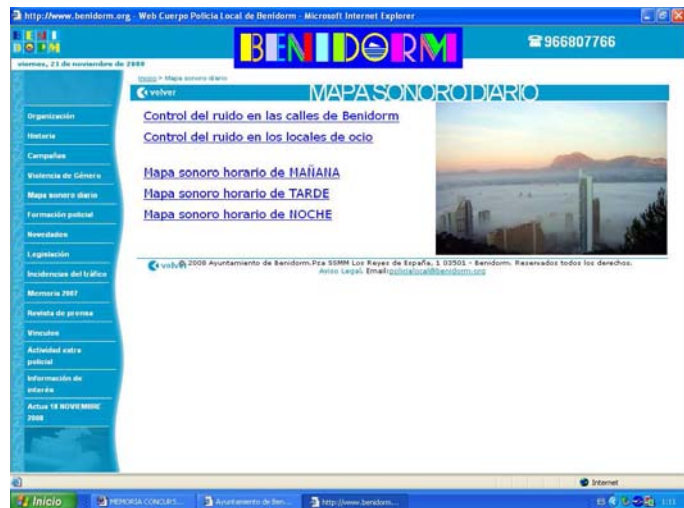 http://www.benidorm.org - Web Cuerpo Policia Local de Benidorm - Microsoft Internet Explorer
BENI
DORM
BENIDORM
966807766
viernes, 21 de noviembre de 2008
Inicio > Mapa sonoro diario
volver
MAPA SONORO DIARIO
Organización
Historia
Campañas
Violencia de Género
Mapa sonoro diario
Formación policial
Novedades
Legislación
Incidencias del tráfico
Memoria 2007
Revista de prensa
Vínculos
Actividad extra
policial
Información de
interés
Actua 18 NOVIEMBRE
2008
Control del ruido en las calles de Benidorm
Control del ruido en los locales de ocio
Mapa sonoro horario de MAÑANA
Mapa sonoro horario de TARDE
Mapa sonoro horario de NOCHE
volver
© 2008 Ayuntamiento de Benidorm.Pza SSMM Los Reyes de España, 1 03501 - Benidorm. Reservados todos los derechos.
Aviso Legal. Email:policialocal@benidorm.org
Internet
Inicio
MEMORIA CONCURS...
Ayuntamiento de Ben...
http://www.benidorm...
ES
1:13